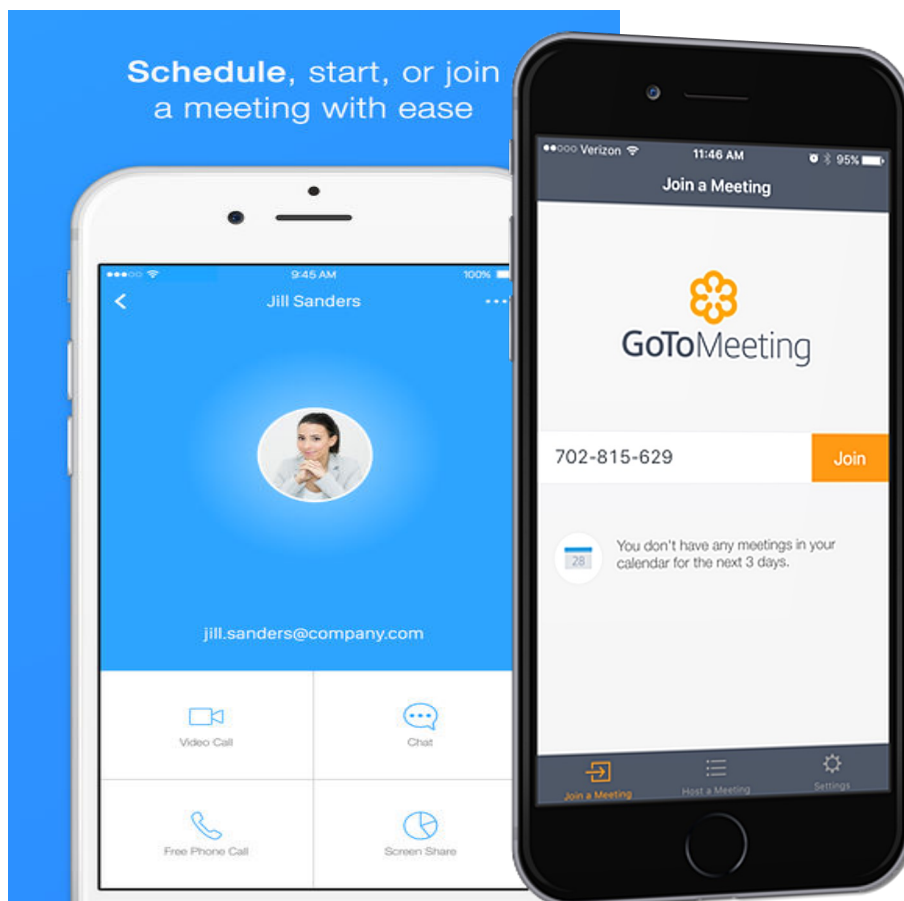 Schedule, start, or join
a meeting with ease
9:45 AM
100%
Jill Sanders
jill.sanders@company.com
Video Call
Chat
Free Phone Call
Screen Share
Verizon
11:46 AM
95%
Join a Meeting
GoToMeeting
702-815-629
Join
28
You don't have any meetings in your
calendar for the next 3 days.
Join a Meeting
Host a Meeting
Settings